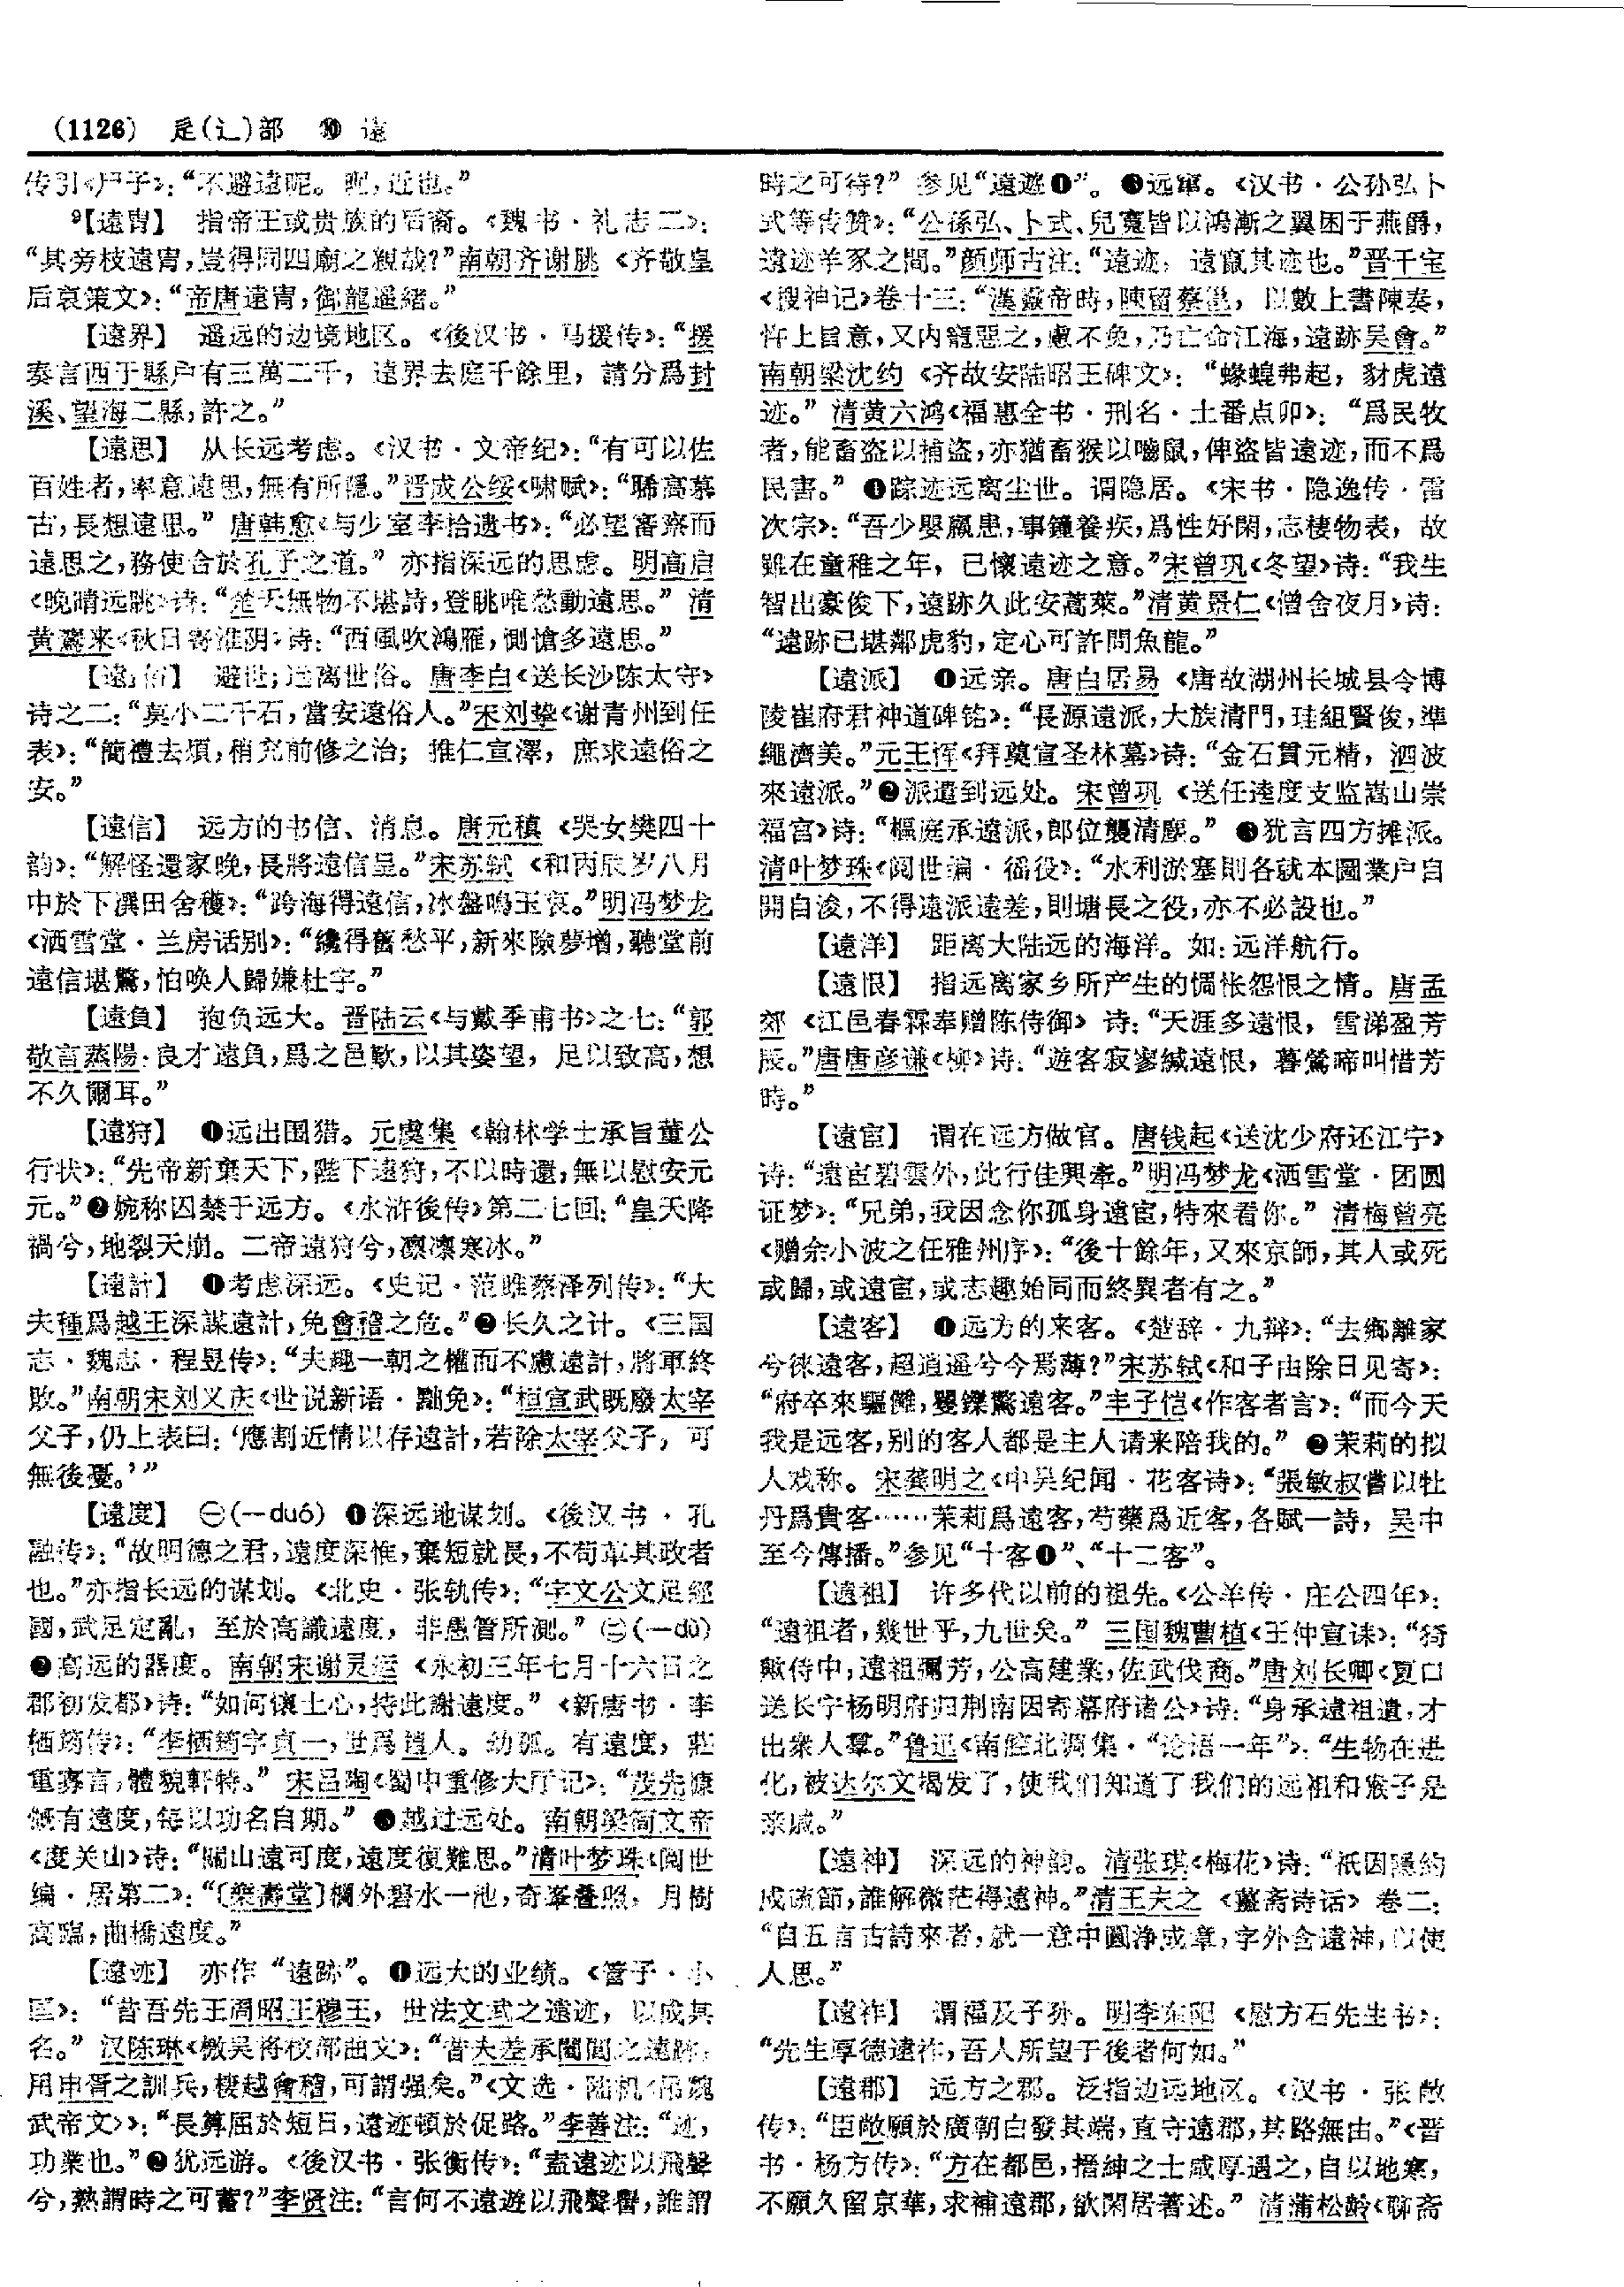 (1126) 辵(辶)部 ⑩ 遠
传引《尸子》：“不避遠昵。昵，近也。”
9【遠胄】 指帝王或贵族的后裔。《魏书·礼志二》：
“其旁枝遠胄，豈得同四廟之親哉？”南朝齐谢朓《齐敬皇
后哀策文》：“帝唐遠胄，御龍遥緒。”
【遠界】 遥远的边境地区。《後汉书·马援传》：“援
奏言西于縣户有三萬二千，遠界去庭千餘里，請分爲封
溪、望海二縣，許之。”
【遠思】 从长远考虑。《汉书·文帝纪》：“有可以佐
百姓者，率意遠思，無有所隱。”晋成公绥《啸赋》：“睎高慕
古，長想遠思。”唐韩愈《与少室李拾遗书》：“必望審察而
遠思之，務使合於孔子之道。”亦指深远的思虑。明高启
《晚晴远眺》诗：“楚天無物不堪詩，登眺唯愁動遠思。”清
黄鷟来《秋日寄淮阴》诗：“西風吹鴻雁，惻愴多遠思。”
【遠俗】 避世；远离世俗。唐李白《送长沙陈太守》
诗之二：“莫小二千石，當安遠俗人。”宋刘挚《谢青州到任
表》：“簡禮去煩，稍充前修之治；推仁宣澤，庶求遠俗之
安。”
【遠信】 远方的书信、消息。唐元稹《哭女樊四十
韵》：“解怪還家晚，長將遠信呈。”宋苏轼《和丙辰岁八月
中於下潠田舍穫》：“跨海得遠信，冰盤鳴玉哀。”明冯梦龙
《洒雪堂·兰房话别》：“纔得舊愁平，新來險夢增，聽堂前
遠信堪驚，怕唤人歸嫌杜宇。”
【遠負】 抱负远大。晋陆云《与戴季甫书》之七：“郭
敬言蒸陽，良才遠負，爲之邑歎，以其姿望，足以致高，想
不久爾耳。”
【遠狩】 ❶远出围猎。元虞集《翰林学士承旨董公
行状》：“先帝新棄天下，陛下遠狩，不以時還，無以慰安元
元。”❷婉称囚禁于远方。《水浒後传》第二七回：“皇天降
禍兮，地裂天崩。二帝遠狩兮，凛凛寒冰。”
【遠計】 ❶考虑深远。《史记·范雎蔡泽列传》：“大
夫種爲越王深謀遠計，免會稽之危。”❷长久之计。《三国
志·魏志·程昱传》：“夫趣一朝之權而不慮遠計，將軍終
敗。”南朝宋刘义庆《世说新语·黜免》：“桓宣武既廢太宰
父子，仍上表曰：‘應割近情以存遠計，若除太宰父子，可
無後憂。’”
【遠度】 ㊀(—duó) ❶深远地谋划。《後汉书·孔
融传》：“故明德之君，遠度深惟，棄短就長，不苟革其政者
也。”亦指长远的谋划。《北史·张轨传》：“宇文公文足經
國，武足定亂，至於高識遠度，非愚管所測。”㊁(—dù)
❷高远的器度。南朝宋谢灵运《永初三年七月十六日之
郡初发都》诗：“如何懷土心，持此謝遠度。”《新唐书·李
栖筠传》：“李栖筠字貞一，世爲趙人。幼孤。有遠度，莊
重寡言，體貌軒特。”宋吕陶《蜀中重修大厅记》：“茂先慷
慨有遠度，每以功名自期。”❸越过远处。南朝梁简文帝
《度关山》诗：“關山遠可度，遠度復難思。”清叶梦珠《阅世
编·居第二》：“〔樂壽堂〕欄外碧水一池，奇峯叠照，月樹
高臨，曲橋遠度。”
【遠迹】 亦作“遠跡”。❶远大的业绩。《管子·小
匡》：“昔吾先王周昭王穆王，世法文武之遠迹，以成其
名。”汉陈琳《檄吴将校部曲文》：“昔夫差承闔閭之遠跡，
用申胥之訓兵，棲越會稽，可謂强矣。”《文选·陆机〈吊魏
武帝文〉》：“長算屈於短日，遠迹頓於促路。”李善注：“迹，
功業也。”❷犹远游。《後汉书·张衡传》：“盍遠迹以飛聲
兮，孰謂時之可蓄？”李贤注：“言何不遠遊以飛聲譽，誰謂
時之可待？”参见“遠遊❶”。❸远窜。《汉书·公孙弘卜
式等传赞》：“公孫弘、卜式、兒寬皆以鴻漸之翼困于燕爵，
遠迹羊豕之間。”颜师古注：“遠迹，遠竄其迹也。”晋干宝
《搜神记》卷十三：“漢靈帝時，陳留蔡邕，以數上書陳奏，
忤上旨意，又内寵惡之，慮不免，乃亡命江海，遠跡吴會。”
南朝梁沈约《齐故安陆昭王碑文》：“蝝蝗弗起，豺虎遠
迹。”清黄六鸿《福惠全书·刑名·土番点卯》：“爲民牧
者，能畜盗以捕盗，亦猶畜猴以嚙鼠，俾盗皆遠迹，而不爲
民害。”❹踪迹远离尘世。谓隐居。《宋书·隐逸传·雷
次宗》：“吾少嬰羸患，事鍾養疾，爲性好閑，志棲物表，故
雖在童稚之年，已懷遠迹之意。”宋曾巩《冬望》诗：“我生
智出豪俊下，遠跡久此安蒿萊。”清黄景仁《僧舍夜月》诗：
“遠跡已堪鄰虎豹，定心可許問魚龍。”
【遠派】 ❶远亲。唐白居易《唐故湖州长城县令博
陵崔府君神道碑铭》：“長源遠派，大族清門，珪組賢俊，準
繩濟美。”元王恽《拜奠宣圣林墓》诗：“金石貫元精，泗波
來遠派。”❷派遣到远处。宋曾巩《送任逵度支监嵩山崇
福宫》诗：“樞庭承遠派，郎位襲清塵。”❸犹言四方摊派。
清叶梦珠《阅世编·徭役》：“水利淤塞則各就本圖業户自
開自浚，不得遠派遠差，則塘長之役，亦不必設也。”
【遠洋】 距离大陆远的海洋。如：远洋航行。
【遠恨】 指远离家乡所产生的惆怅怨恨之情。唐孟
郊《江邑春霖奉赠陈侍御》诗：“天涯多遠恨，雪涕盈芳
辰。”唐唐彦谦《柳》诗：“遊客寂寥緘遠恨，暮鶯啼叫惜芳
時。”
【遠宦】 谓在远方做官。唐钱起《送沈少府还江宁》
诗：“遠宦碧雲外，此行佳興牽。”明冯梦龙《洒雪堂·团圆
证梦》：“兄弟，我因念你孤身遠宦，特來看你。”清梅曾亮
《赠余小波之任雅州序》：“後十餘年，又來京師，其人或死
或歸，或遠宦，或志趣始同而終異者有之。”
【遠客】 ❶远方的来客。《楚辞·九辩》：“去鄉離家
兮徠遠客，超逍遥兮今焉薄？”宋苏轼《和子由除日见寄》：
“府卒來驅儺，矍鑠驚遠客。”丰子恺《作客者言》：“而今天
我是远客，别的客人都是主人请来陪我的。”❷茉莉的拟
人戏称。宋龚明之《中吴纪闻·花客诗》：“張敏叔嘗以牡
丹爲貴客……茉莉爲遠客，芍藥爲近客，各賦一詩，吴中
至今傳播。”参见“十客❶”、“十二客”。
【遠祖】 许多代以前的祖先。《公羊传·庄公四年》：
“遠祖者，幾世乎，九世矣。”三国魏曹植《王仲宣诔》：“猗
歟侍中，遠祖彌芳，公高建業，佐武伐商。”唐刘长卿《夏口
送长宁杨明府归荆南因寄幕府诸公》诗：“身承遠祖遺，才
出衆人羣。”鲁迅《南腔北调集·“论语一年”》：“生物在进
化，被达尔文揭发了，使我们知道了我们的远祖和猴子是
亲戚。”
【遠神】 深远的神韵。清张琪《梅花》诗：“祇因隱約
成疏節，誰解微茫得遠神。”清王夫之《薑斋诗话》卷二：
“自五言古詩來者，就一意中圓净成章，字外含遠神，以使
人思。”
【遠祚】 谓福及子孙。明李东阳《慰方石先生书》：
“先生厚德遠祚，吾人所望于後者何如。”
【遠郡】 远方之郡。泛指边远地区。《汉书·张敞
传》：“臣敞願於廣朝白發其端，直守遠郡，其路無由。”《晋
书·杨方传》：“方在都邑，搢紳之士咸厚遇之，自以地寒，
不願久留京華，求補遠郡，欲閑居著述。”清蒲松龄《聊斋